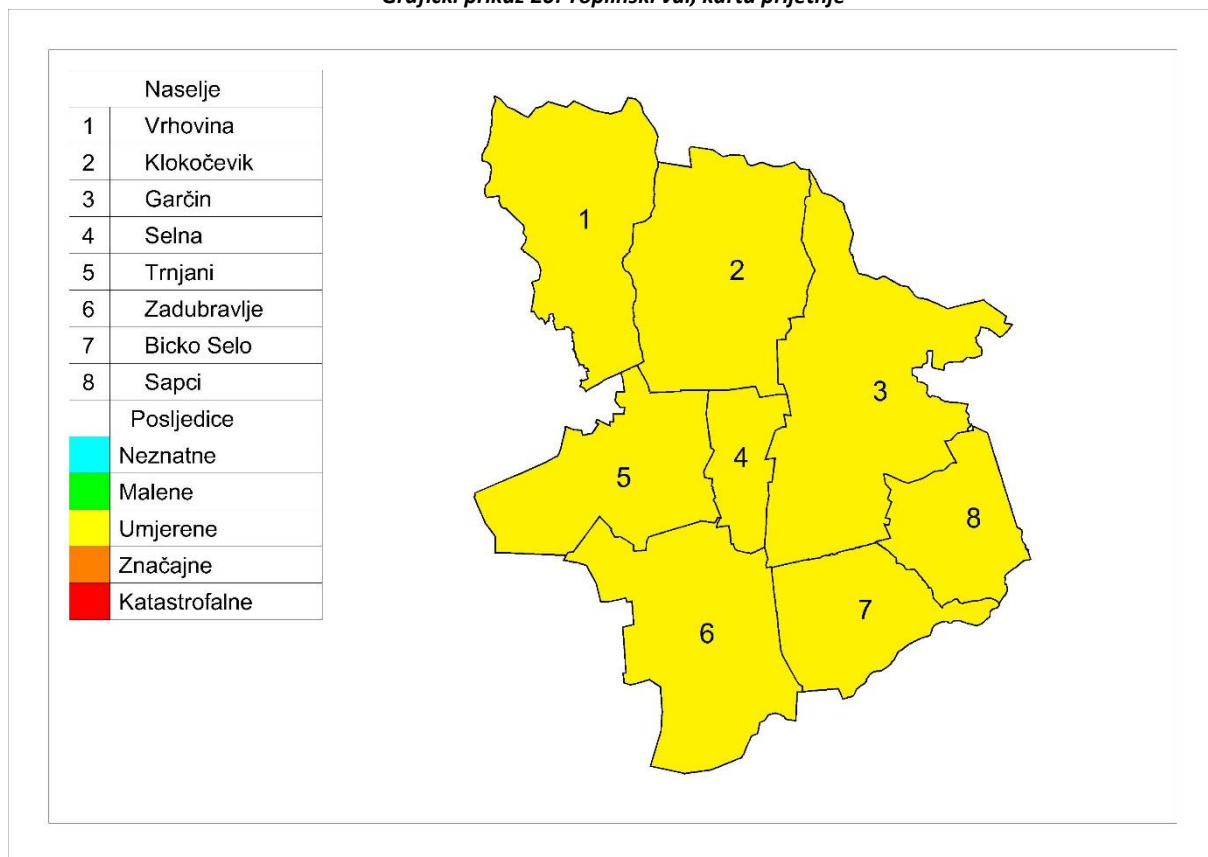 Grafički prikaz 20: Toplinski val, karta prijetnje
Naselje
1 Vrhovina
2 Klokočevik
3 Garčin
4 Selna
5 Trnjani
6 Zadubravlje
7 Bicko Selo
8 Sapci
Posljedice
Neznatne
Malene
Umjerene
Značajne
Katastrofalne
1
2
3
4
5
8
7
6